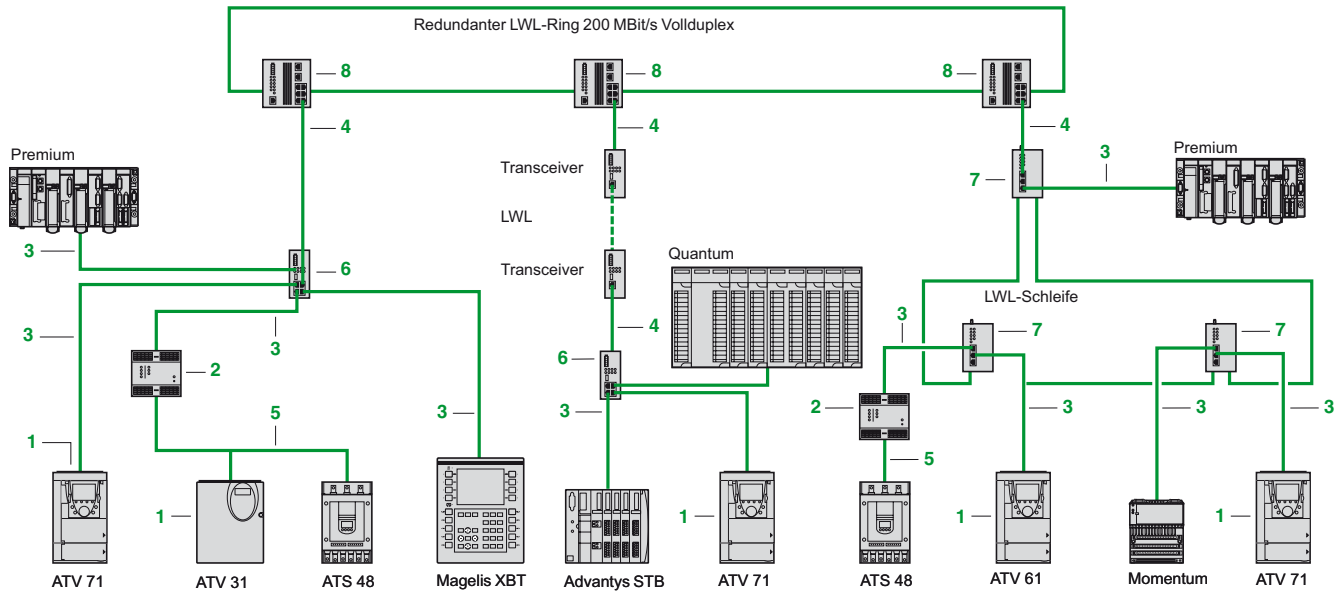 Redundanter LWL-Ring 200 MBit/s Vollduplex
8
8
8
4
4
4
Premium
Transceiver
7
3
Premium
LWL
3
6
Transceiver
Quantum
LWL-Schleife
3
3
4
3
7
7
2
6
5
3
3
2
3
3
3
1
5
1
1
1
1
ATV 71
ATV 31
ATS 48
Magelis XBT
Advantys STB
ATV 71
ATS 48
ATV 61
Momentum
ATV 71